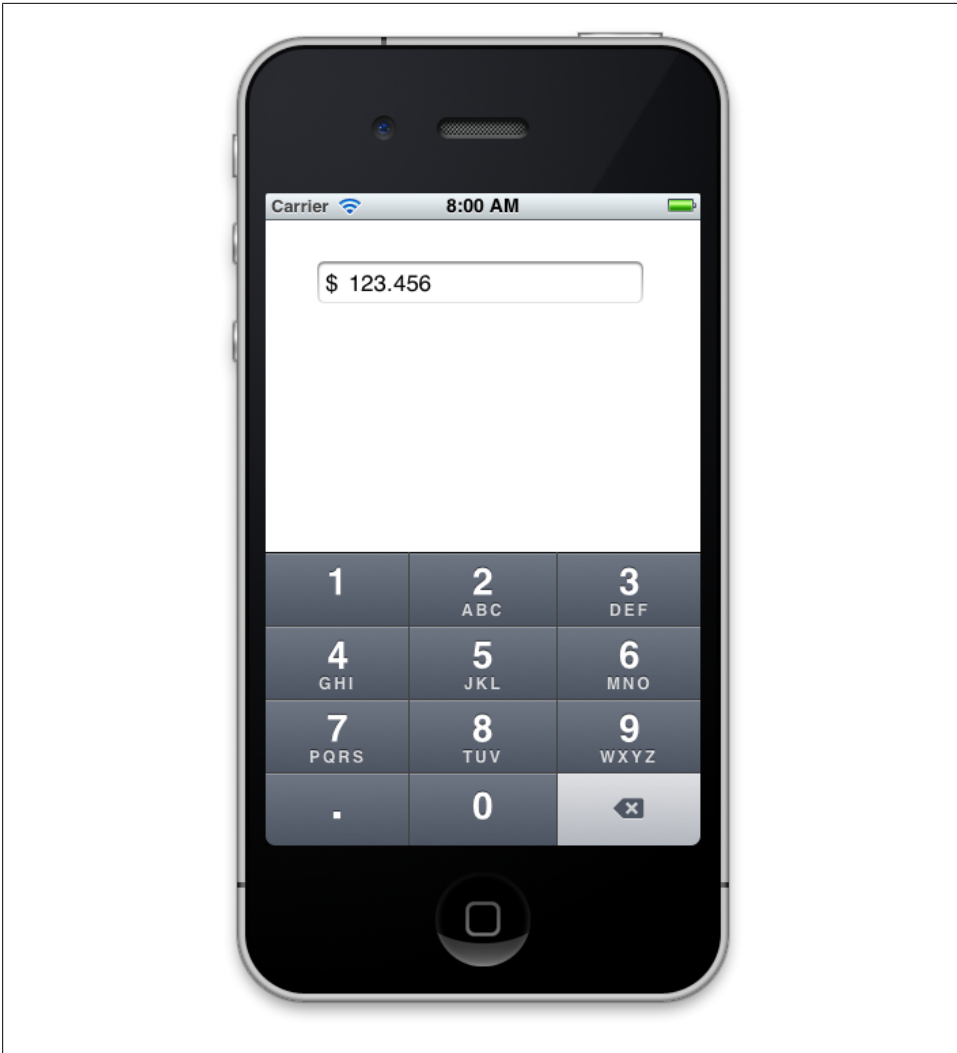 Carrier 8:00 AM
$ 123.456
1 2 3
ABC DEF
4 5 6
GHI JKL MNO
7 8 9
PQRS TUV WXYZ
. 0